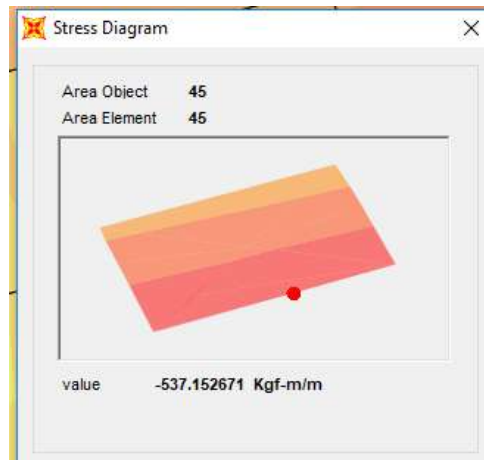 Stress Diagram
Area Object 45
Area Element 45
value -537.152671 Kgf-m/m